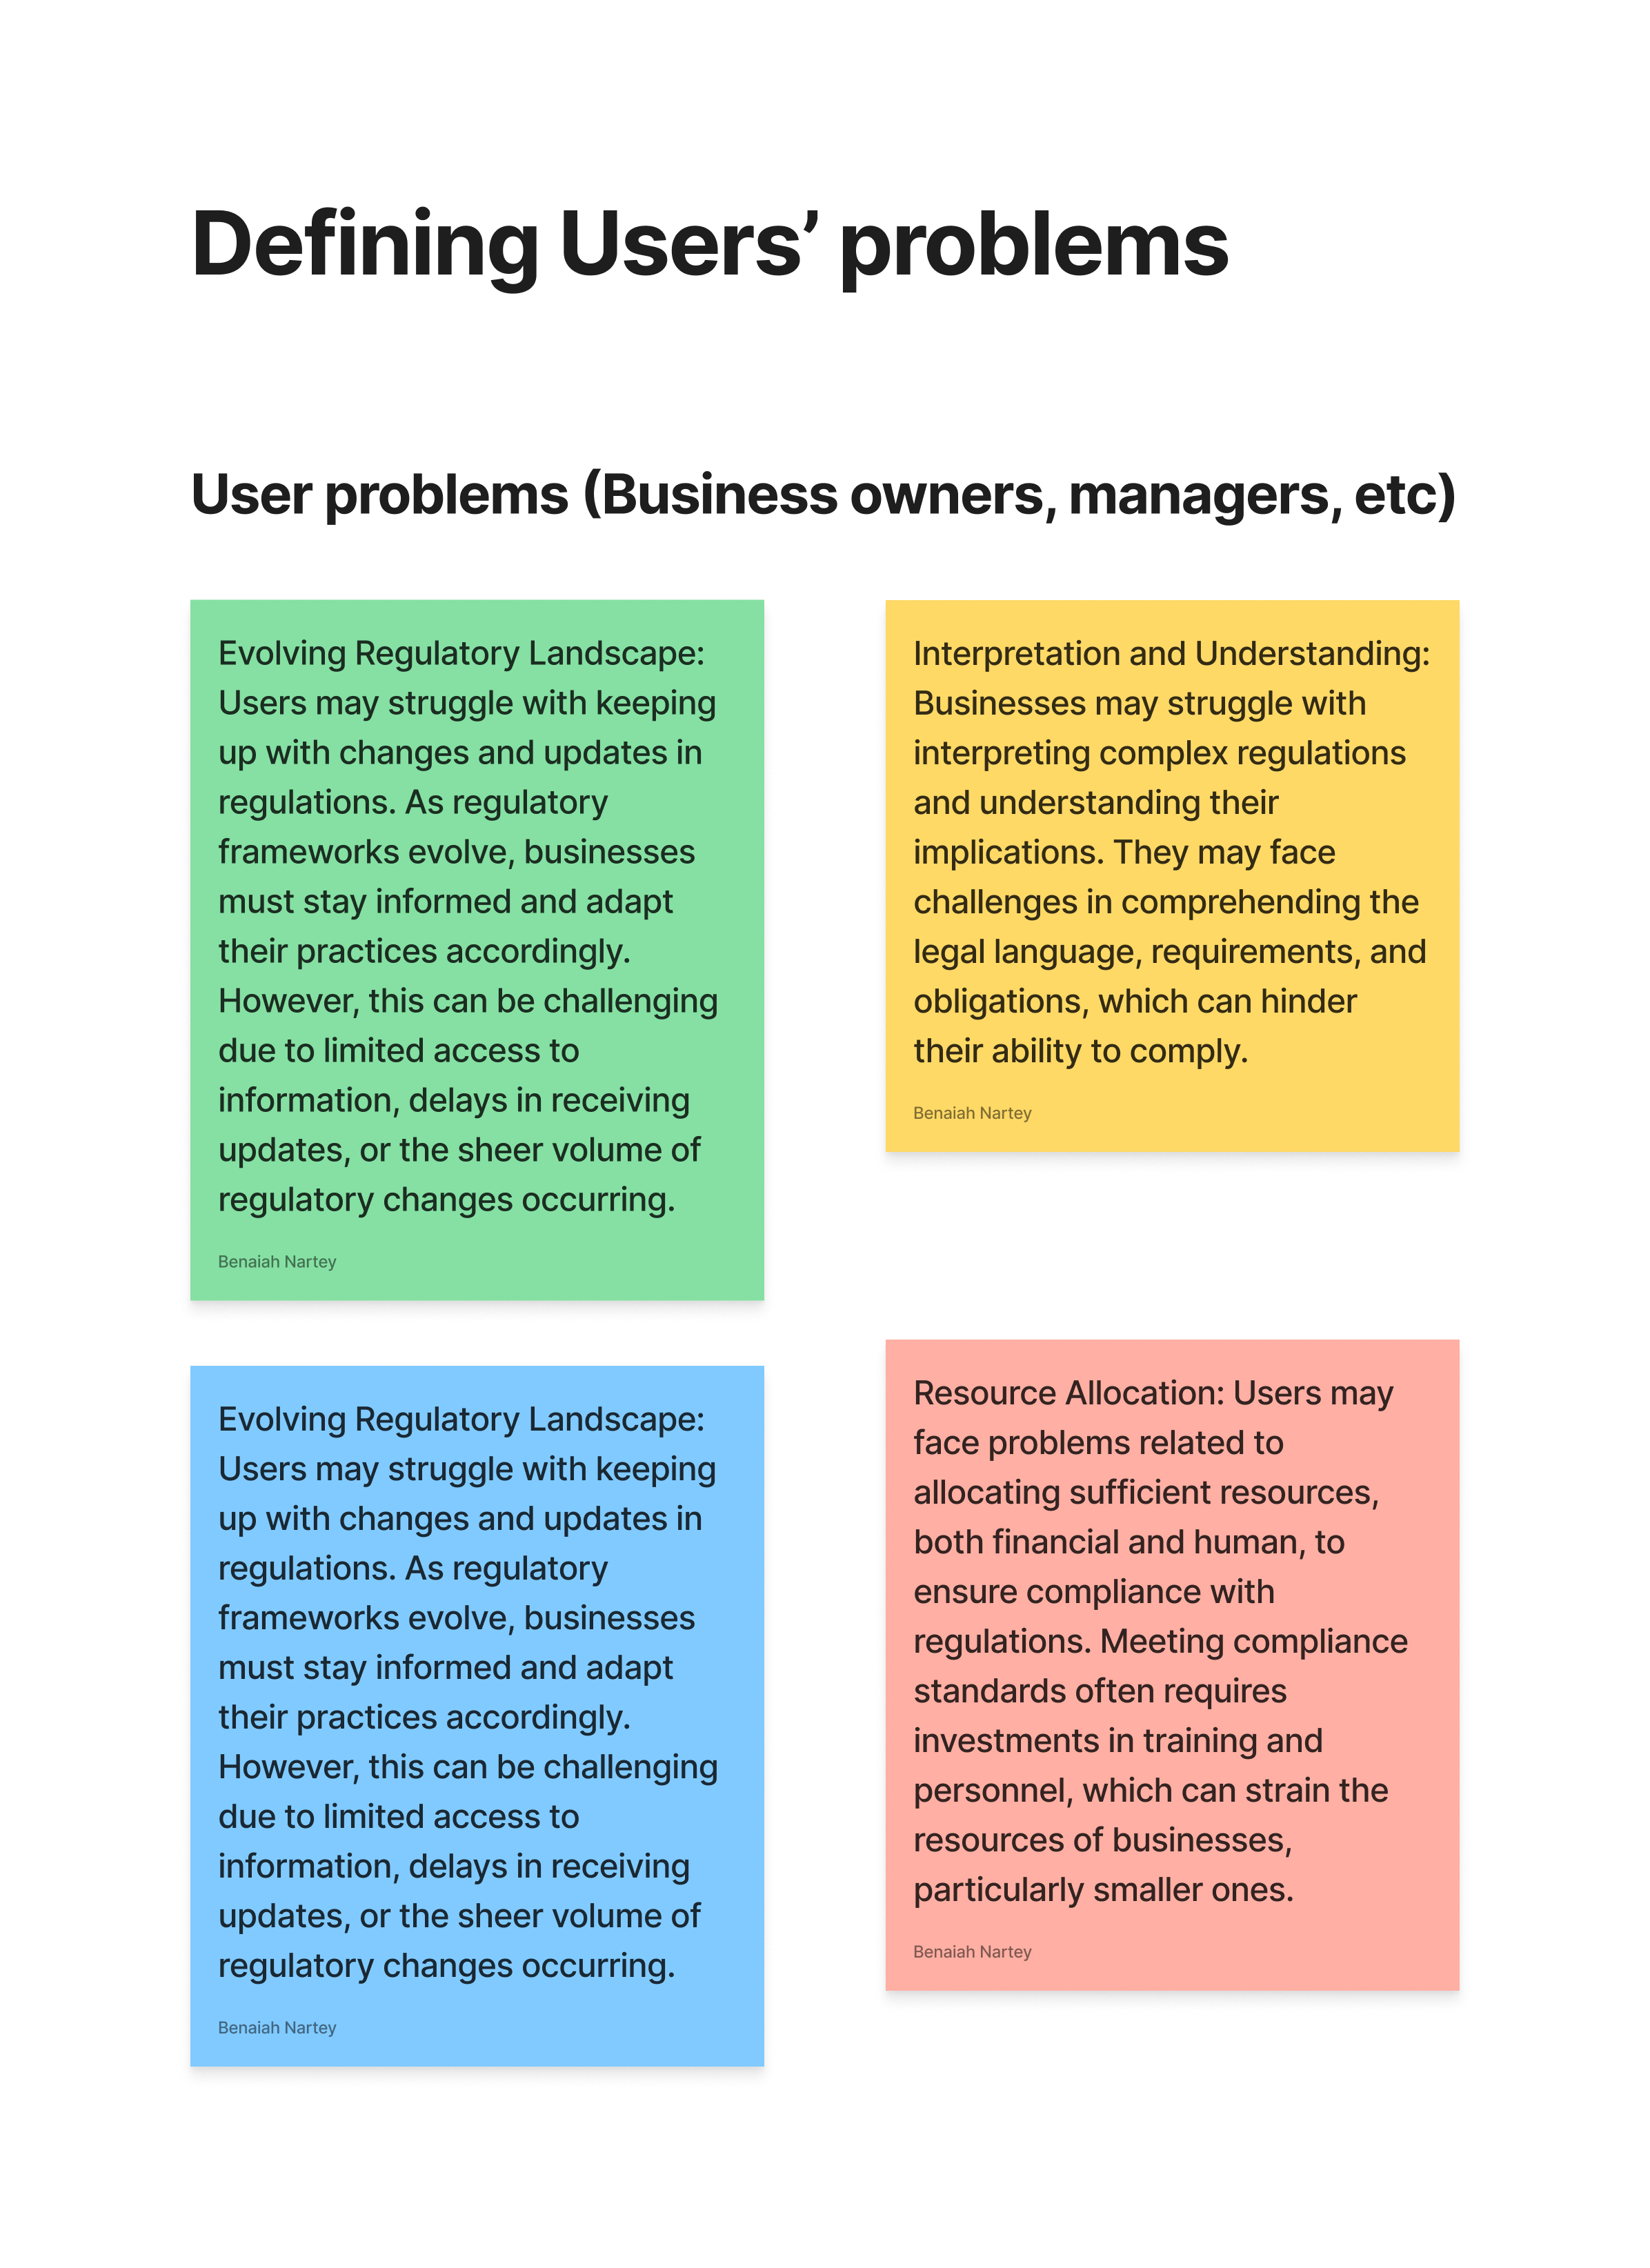 Defining Users’ problems
User problems (Business owners, managers, etc)
Evolving Regulatory Landscape:
Users may struggle with keeping
up with changes and updates in
regulations. As regulatory
frameworks evolve, businesses
must stay informed and adapt
their practices accordingly.
However, this can be challenging
due to limited access to
information, delays in receiving
updates, or the sheer volume of
regulatory changes occurring.
Benaiah Nartey
Interpretation and Understanding:
Businesses may struggle with
interpreting complex regulations
and understanding their
implications. They may face
challenges in comprehending the
legal language, requirements, and
obligations, which can hinder
their ability to comply.
Benaiah Nartey
Evolving Regulatory Landscape:
Users may struggle with keeping
up with changes and updates in
regulations. As regulatory
frameworks evolve, businesses
must stay informed and adapt
their practices accordingly.
However, this can be challenging
due to limited access to
information, delays in receiving
updates, or the sheer volume of
regulatory changes occurring.
Benaiah Nartey
Resource Allocation: Users may
face problems related to
allocating sufficient resources,
both financial and human, to
ensure compliance with
regulations. Meeting compliance
standards often requires
investments in training and
personnel, which can strain the
resources of businesses,
particularly smaller ones.
Benaiah Nartey